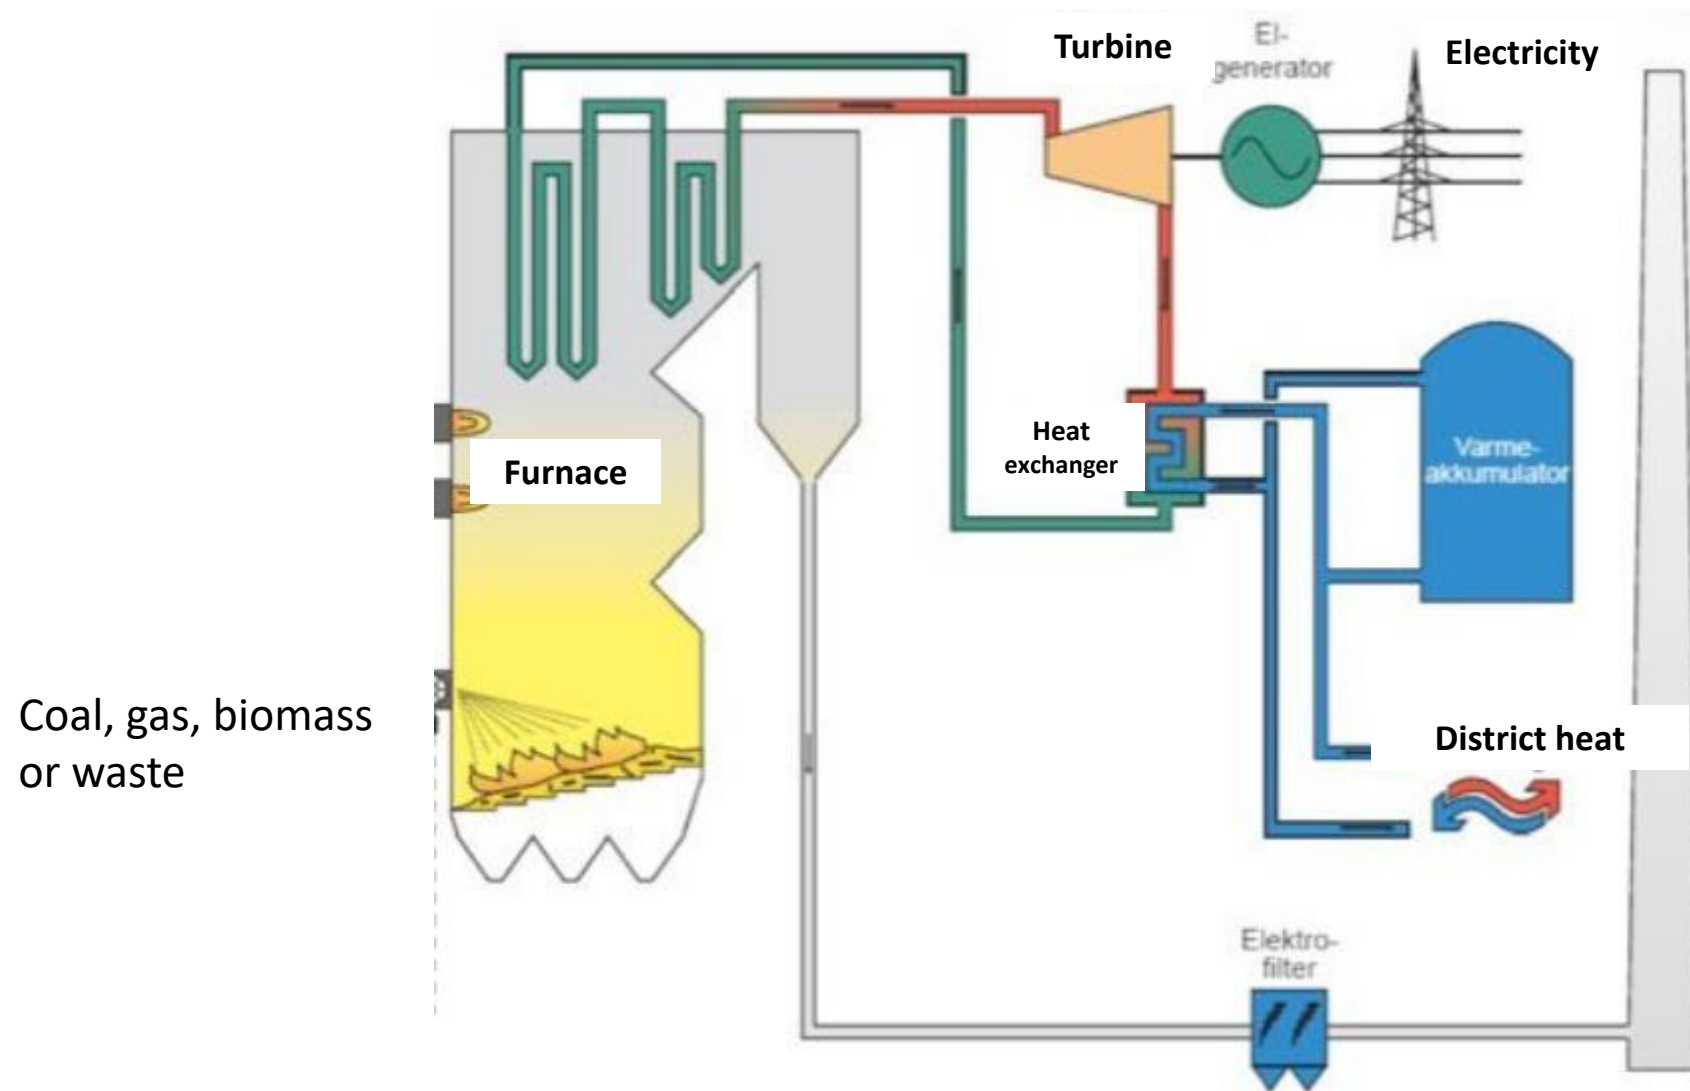 Turbine
El-
generator
Electricity
Heat
exchanger
Varme-
akkumulator
Furnace
Coal, gas, biomass
or waste
District heat
Elektro-
filter